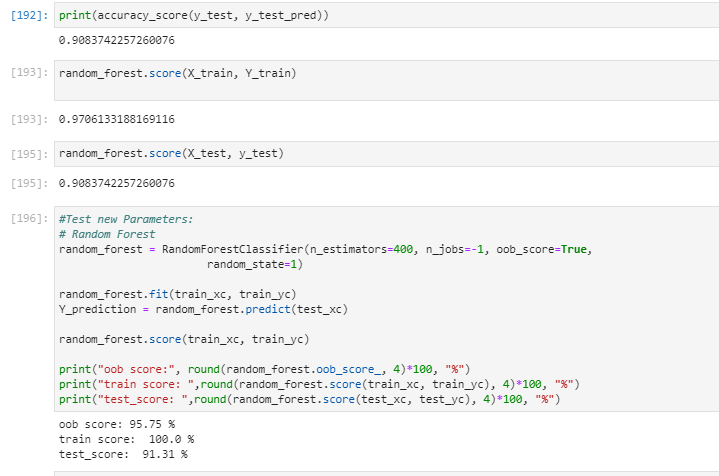 [192]: print(accuracy_score(y_test, y_test_pred))
0.9083742257260076
[193]: random_forest.score(X_train, Y_train)
[193]: 0.9706133188169116
[195]: random_forest.score(X_test, y_test)
[195]: 0.9083742257260076
[196]: #Test new Parameters:
# Random Forest
random_forest = RandomForestClassifier(n_estimators=400, n_jobs=-1, oob_score=True,
random_state=1)
random_forest.fit(train_xc, train_yc)
Y_prediction = random_forest.predict(test_xc)
random_forest.score(train_xc, train_yc)
print("oob score:", round(random_forest.oob_score_, 4)*100, "%")
print("train score: ",round(random_forest.score(train_xc, train_yc), 4)*100, "%")
print("test_score: ",round(random_forest.score(test_xc, test_yc), 4)*100, "%")
oob score: 95.75 %
train score:  100.0 %
test_score:  91.31 %